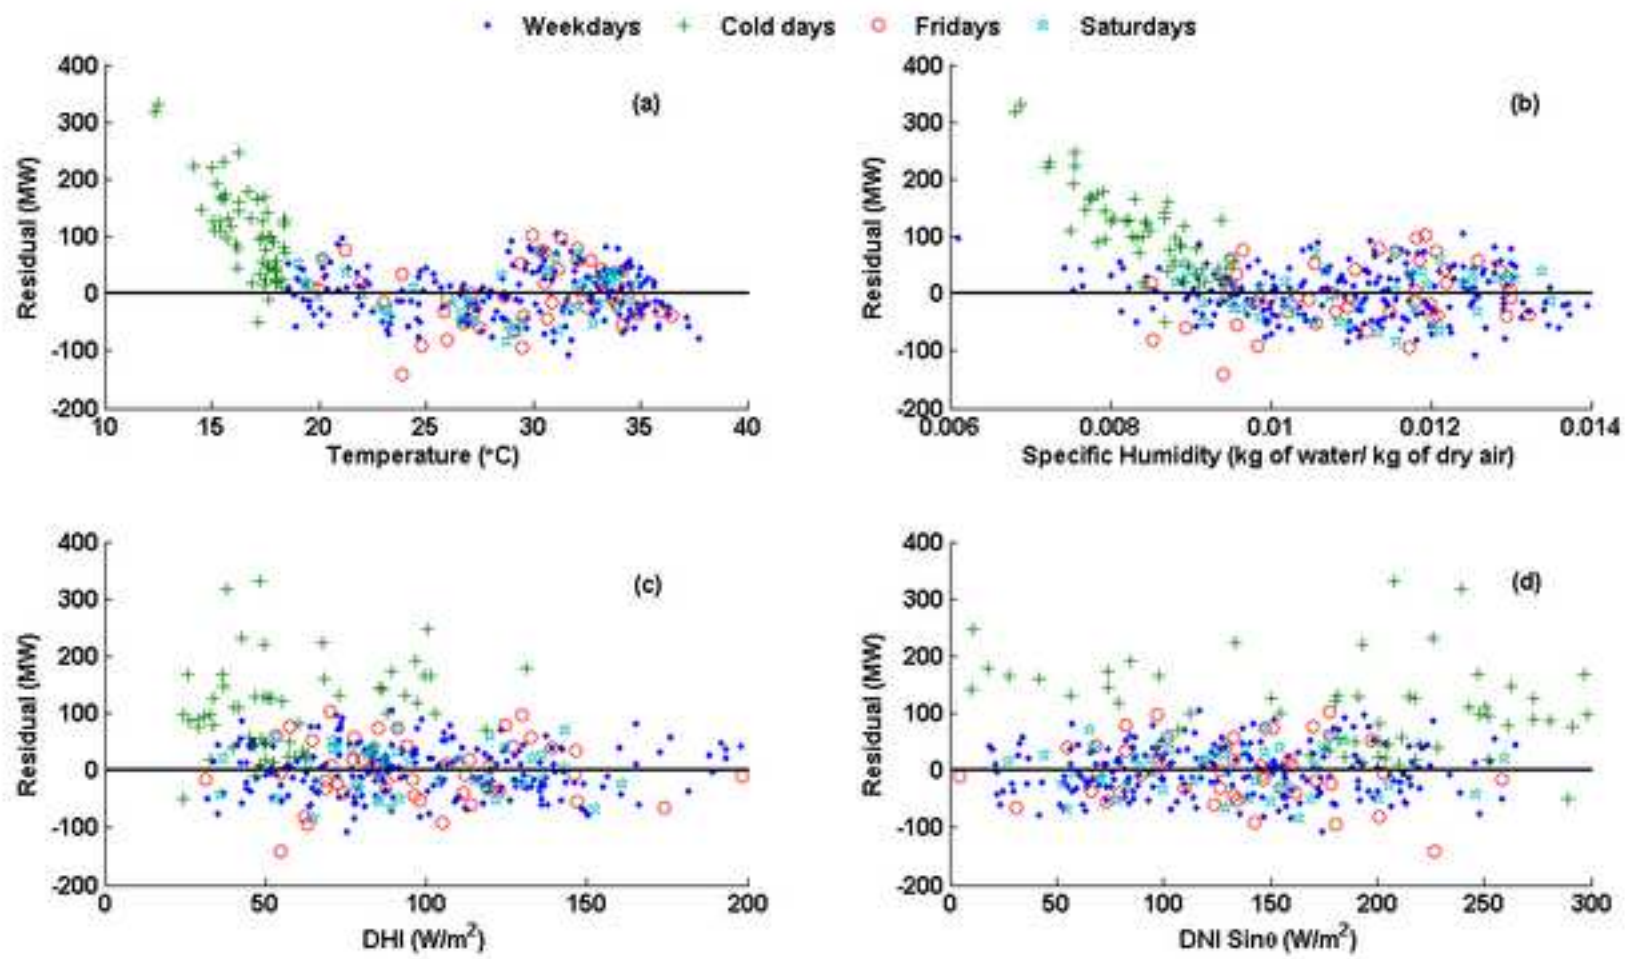 Weekdays Cold days Fridays Saturdays
400 300 200 100 0 -100 -200
Residual (MW)
(a)
10 15 20 25 30 35 40
Temperature (°C)
400 300 200 100 0 -100 -200
Residual (MW)
(b)
0.006 0.008 0.01 0.012 0.014
Specific Humidity (kg of water/ kg of dry air)
400 300 200 100 0 -100 -200
Residual (MW)
(c)
0 50 100 150 200
DHI (W/m²)
400 300 200 100 0 -100 -200
Residual (MW)
(d)
0 50 100 150 200 250 300
DNI Sinθ (W/m²)